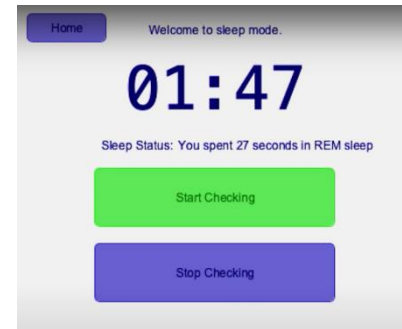 Home
Welcome to sleep mode.
01:47
Sleep Status: You spent 27 seconds in REM sleep
Start Checking
Stop Checking